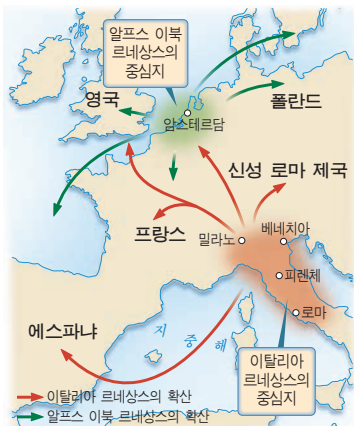 알프스 이북
르네상스의
중심지
영국
폴란드
암스테르담
신성 로마 제국
프랑스
밀라노
베네치아
피렌체
로마
에스파냐
지중해
이탈리아
르네상스의
중심지
이탈리아 르네상스의 확산
알프스 이북 르네상스의 확산